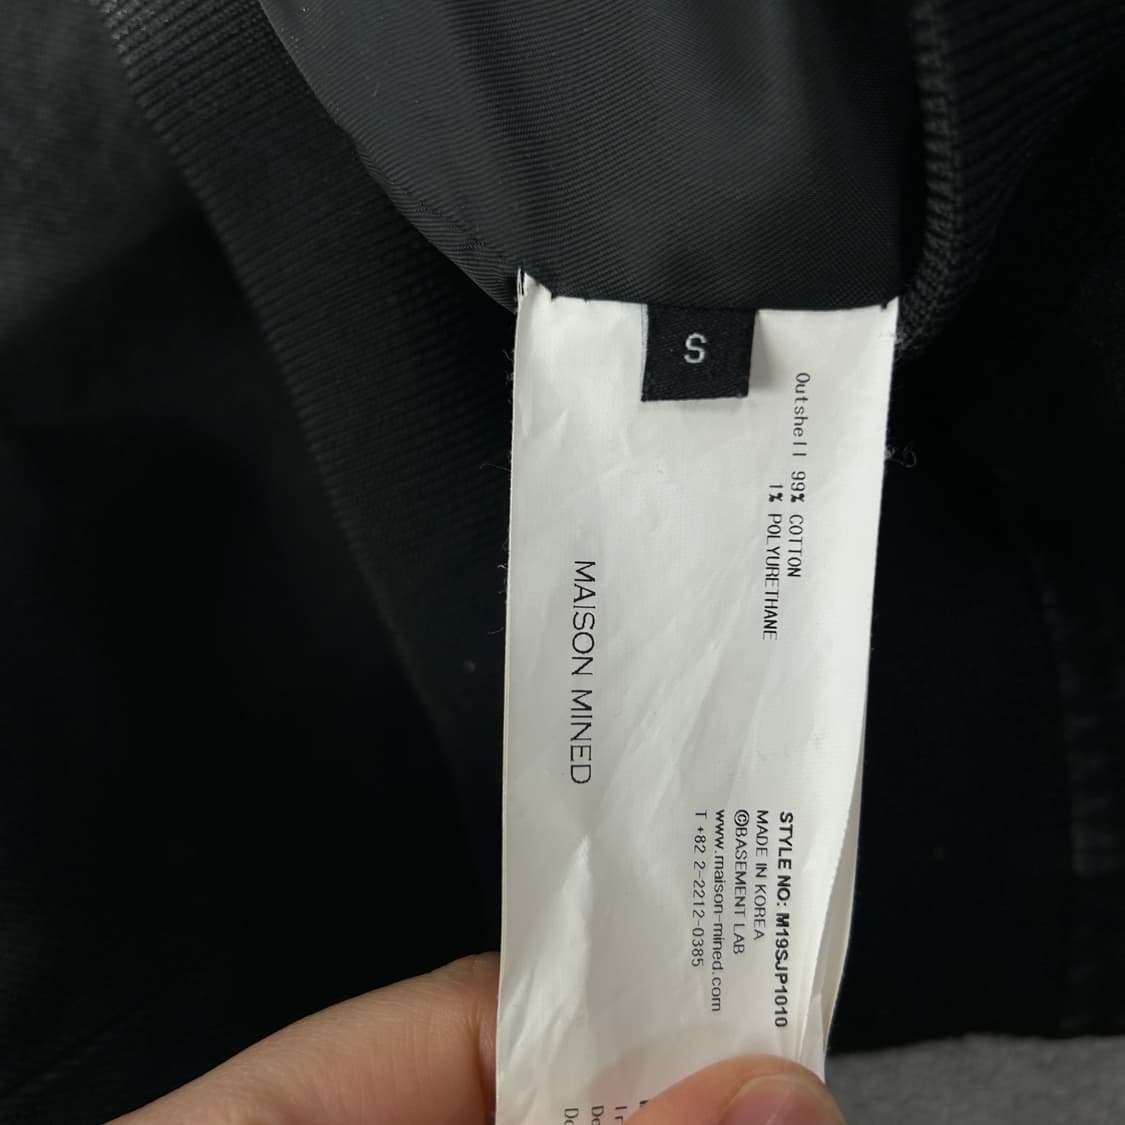 S
Outshell 99% COTTON
1% POLYURETHANE
MAISON MINED
STYLE NO: M19SJP1010
MADE IN KOREA
©BASEMENT LAB
www.maison-mined.com
T +82 2-2212-0385